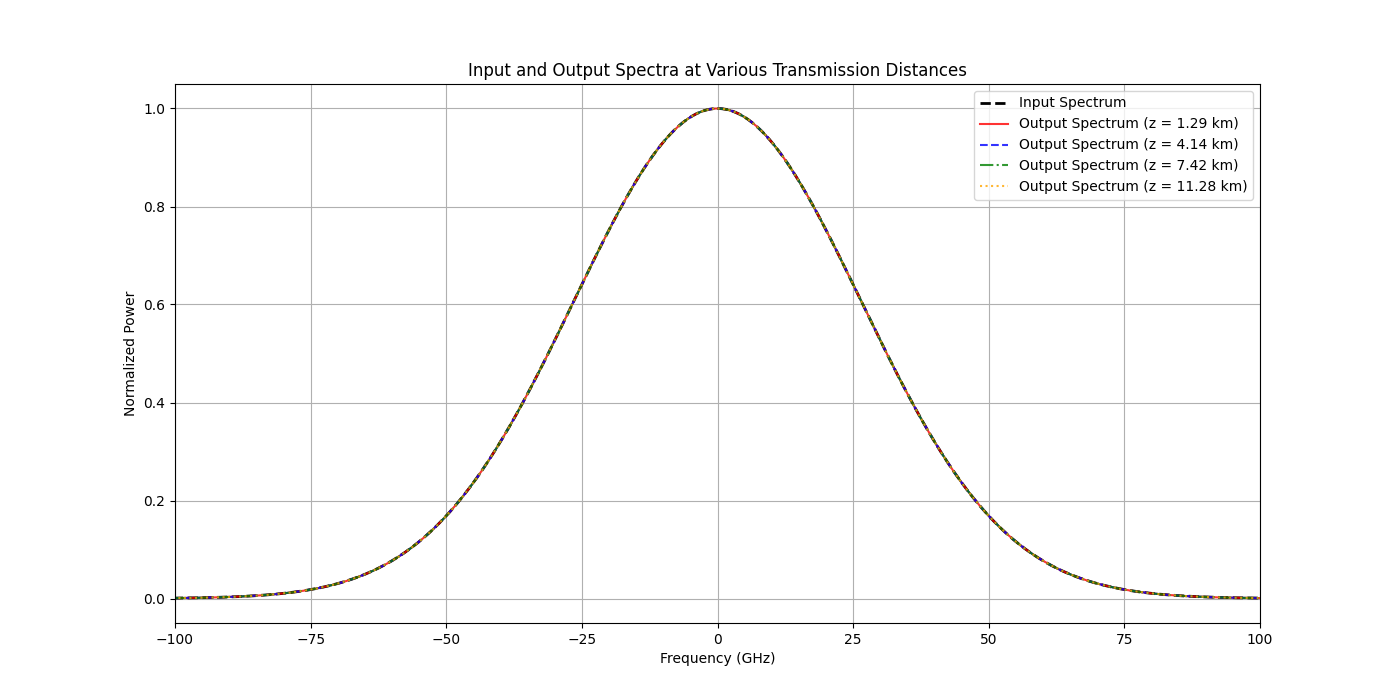 Input and Output Spectra at Various Transmission Distances
Input Spectrum
Output Spectrum (z = 1.29 km)
Output Spectrum (z = 4.14 km)
Output Spectrum (z = 7.42 km)
Output Spectrum (z = 11.28 km)
Normalized Power
1.0
0.8
0.6
0.4
0.2
0.0
−100 −75 −50 −25 0 25 50 75 100
Frequency (GHz)